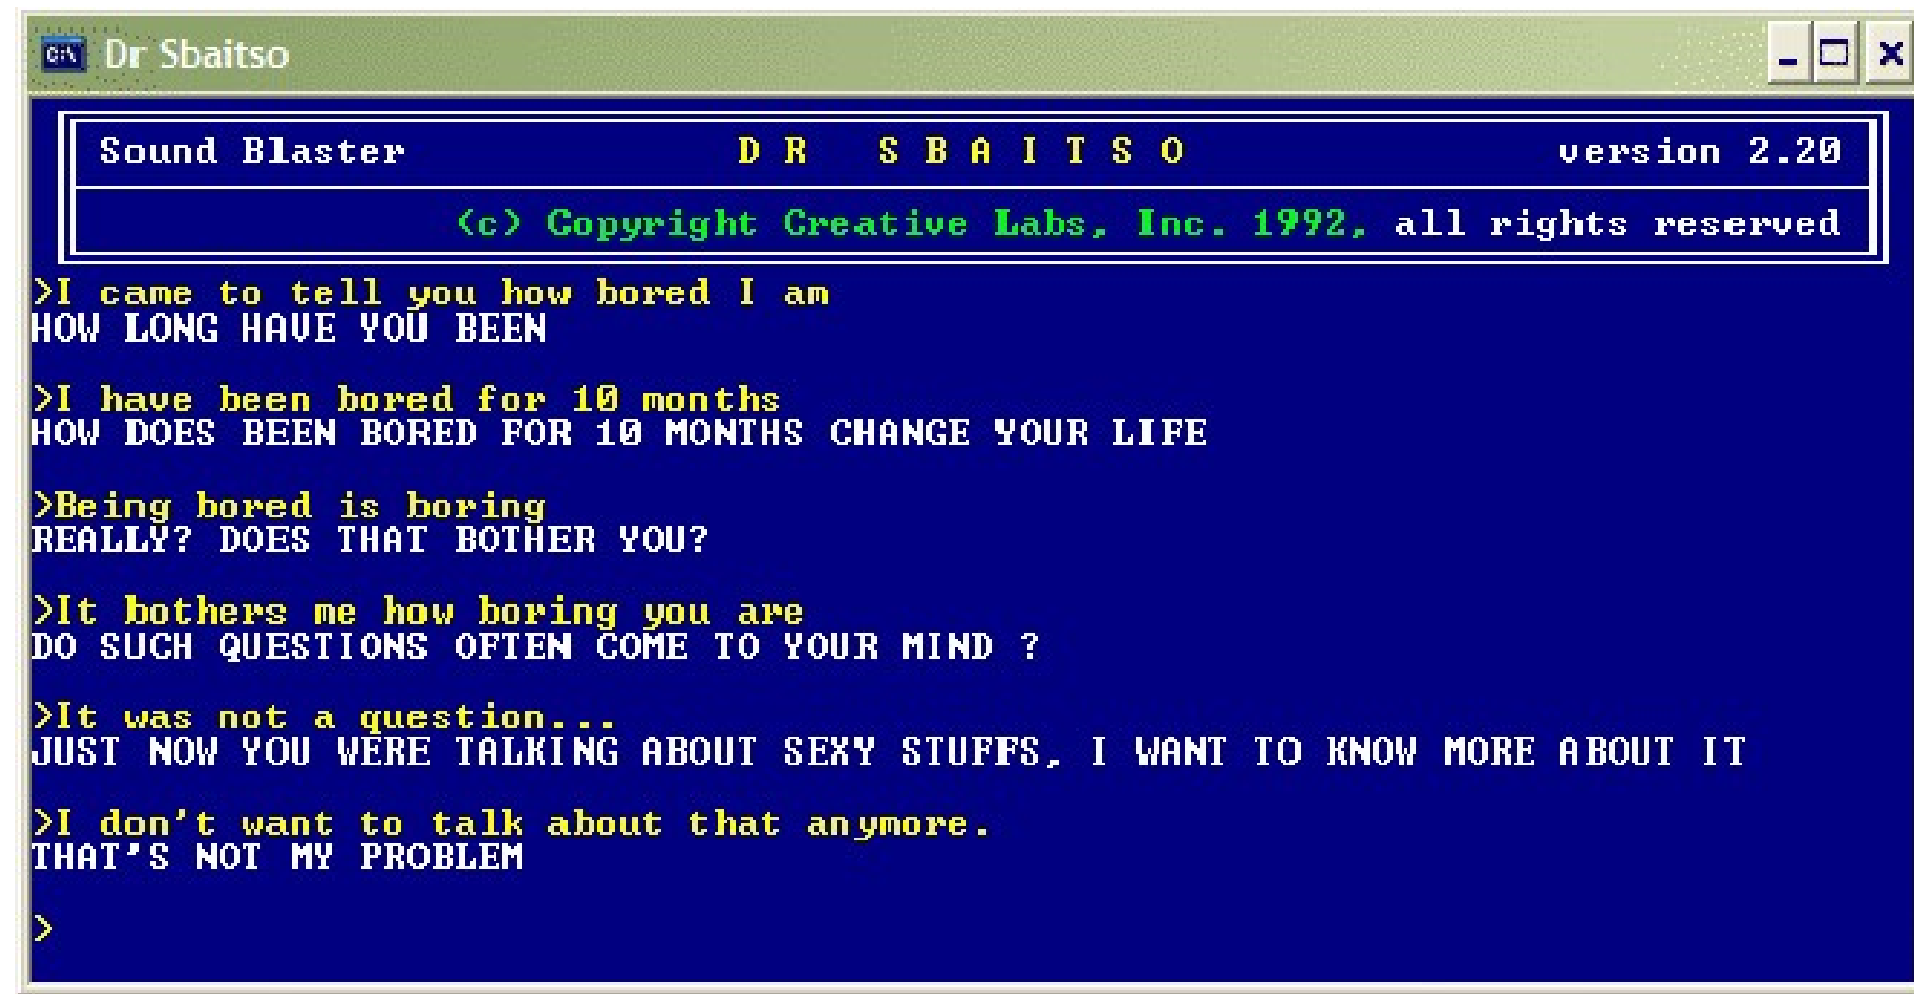 Dr Sbaitso
Sound Blaster D R S B A I T S O version 2.20
(c) Copyright Creative Labs, Inc. 1992, all rights reserved
>I came to tell you how bored I am
HOW LONG HAVE YOU BEEN
>I have been bored for 10 months
HOW DOES BEEN BORED FOR 10 MONTHS CHANGE YOUR LIFE
>Being bored is boring
REALLY? DOES THAT BOTHER YOU?
>It bothers me how boring you are
DO SUCH QUESTIONS OFTEN COME TO YOUR MIND ?
>It was not a question...
JUST NOW YOU WERE TALKING ABOUT SEXY STUFFS, I WANT TO KNOW MORE ABOUT IT
>I don't want to talk about that anymore.
THAT'S NOT MY PROBLEM
>